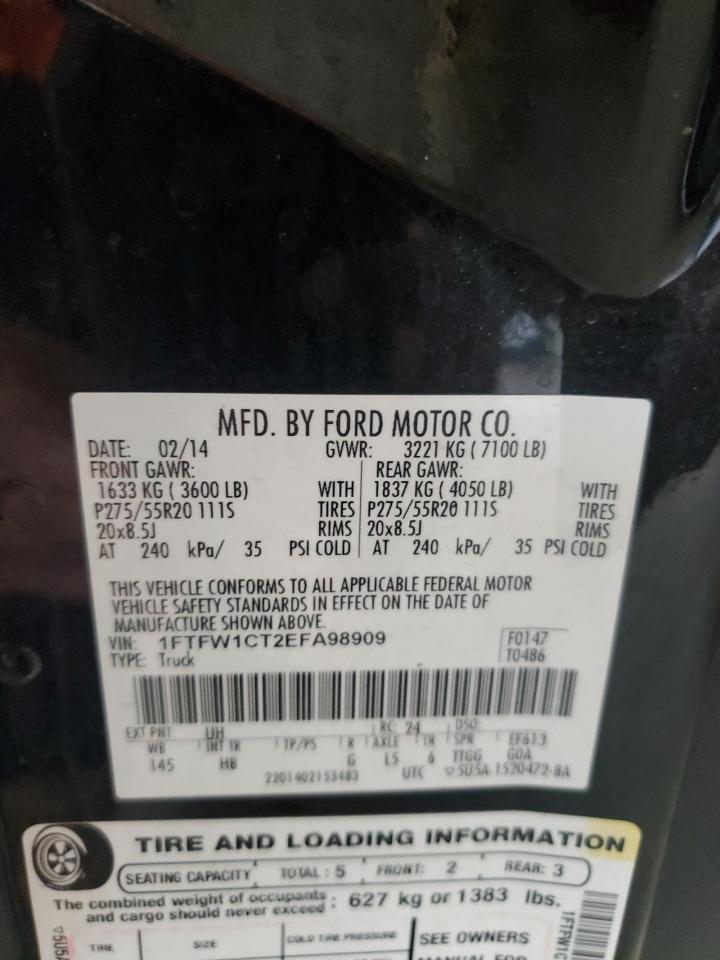 MFD. BY FORD MOTOR CO.
DATE: 02/14 GVWR: 3221 KG ( 7100 LB)
FRONT GAWR: REAR GAWR:
1633 KG ( 3600 LB) WITH 1837 KG ( 4050 LB) WITH
P275/55R20 111S TIRES P275/55R20 111S TIRES
20x8.5J RIMS 20x8.5J RIMS
AT 240 kPa/ 35 PSI COLD AT 240 kPa/ 35 PSI COLD
THIS VEHICLE CONFORMS TO ALL APPLICABLE FEDERAL MOTOR
VEHICLE SAFETY STANDARDS IN EFFECT ON THE DATE OF
MANUFACTURE SHOWN ABOVE.
VIN: 1FTFW1CT2EFA98909 F0147
TYPE: Truck T0486
EXT PNT: UH RC: 24 DSO:
WB INT TR TP/PS R AXLE TR SPR EF613
145 HB G L5 6 TTGG GOA
2201402153483 UTC ▽5U5A-1520472-BA
TIRE AND LOADING INFORMATION
SEATING CAPACITY TOTAL : 5 FRONT: 2 REAR: 3
The combined weight of occupants
and cargo should never exceed : 627 kg or 1383 lbs.
TIRE SIZE COLD TIRE PRESSURE SEE OWNERS
MANUAL FOR
▽5U5A
1FTFW1C